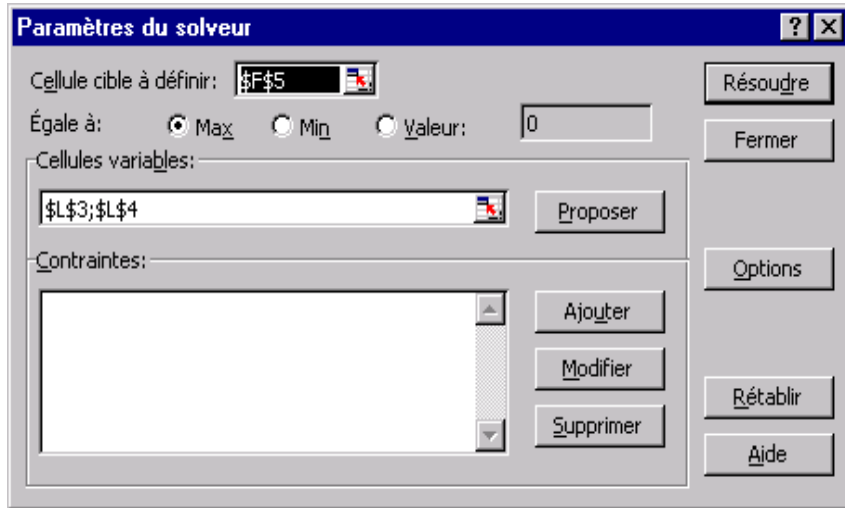 Paramètres du solveur
Cellule cible à définir: $F$5
Résoudre
Égale à: Max Min Valeur: 0
Fermer
Cellules variables:
$L$3;$L$4
Proposer
Contraintes:
Options
Ajouter
Modifier
Rétablir
Supprimer
Aide